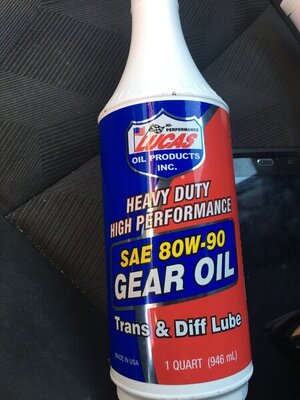 HI-PERFORMANCE
LUCAS
OIL PRODUCTS
INC.
HEAVY DUTY
HIGH PERFORMANCE
SAE 80W-90
GEAR OIL
Trans & Diff Lube
MADE IN USA
1 QUART (946 mL)